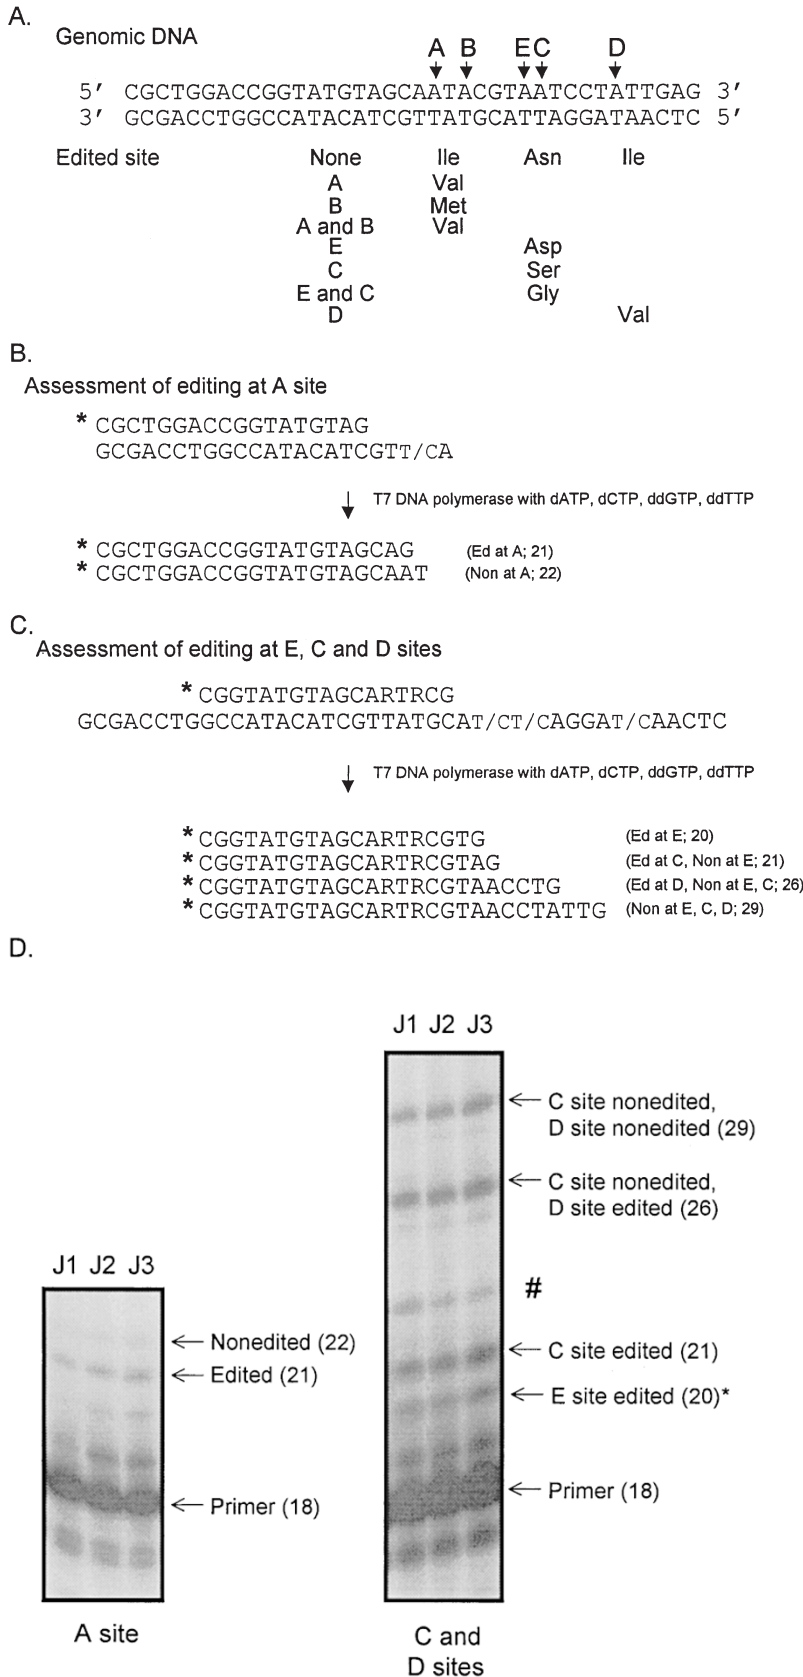 A.
Genomic DNA
A B E C D
5′ CGCTGGACCGGTATGTAGCAATACGTAATCCTATTGAG 3′
3′ GCGACCTGGCCATACATCGTTATGCATTAGGATAACTC 5′
Edited site None Ile Asn Ile
A Val
B Met
A and B Val
E Asp
C Ser
E and C Gly
D Val
B.
Assessment of editing at A site
* CGCTGGACCGGTATGTAG
GCGACCTGGCCATACATCGTT/CA
T7 DNA polymerase with dATP, dCTP, ddGTP, ddTTP
* CGCTGGACCGGTATGTAGCAG (Ed at A; 21)
* CGCTGGACCGGTATGTAGCAAT (Non at A; 22)
C.
Assessment of editing at E, C and D sites
* CGGTATGTAGCARTRCG
GCGACCTGGCCATACATCGTTATGCAT/CT/CAGGAT/CAACTC
T7 DNA polymerase with dATP, dCTP, ddGTP, ddTTP
* CGGTATGTAGCARTRCGTG (Ed at E; 20)
* CGGTATGTAGCARTRCGTAG (Ed at C, Non at E; 21)
* CGGTATGTAGCARTRCGTAACCTG (Ed at D, Non at E, C; 26)
* CGGTATGTAGCARTRCGTAACCTATTG (Non at E, C, D; 29)
D.
J1 J2 J3
C site nonedited,
D site nonedited (29)
C site nonedited,
D site edited (26)
#
C site edited (21)
E site edited (20)*
Primer (18)
C and
D sites
J1 J2 J3
Nonedited (22)
Edited (21)
Primer (18)
A site